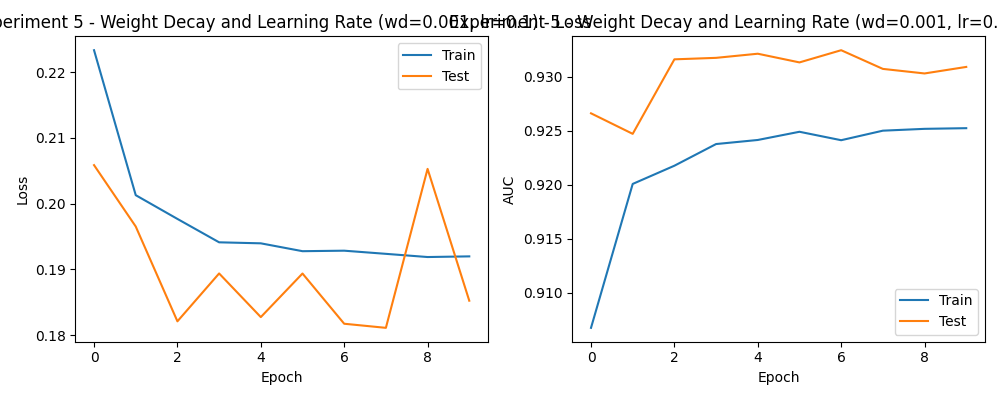 periment 5 - Weight Decay and Learning Rate (wd=0.001, lr=0.1) - Loss
Experiment 5 - Weight Decay and Learning Rate (wd=0.001, lr=0.
Loss
0.22
0.21
0.20
0.19
0.18
0 2 4 6 8
Epoch
Train
Test
AUC
0.930
0.925
0.920
0.915
0.910
0 2 4 6 8
Epoch
Train
Test